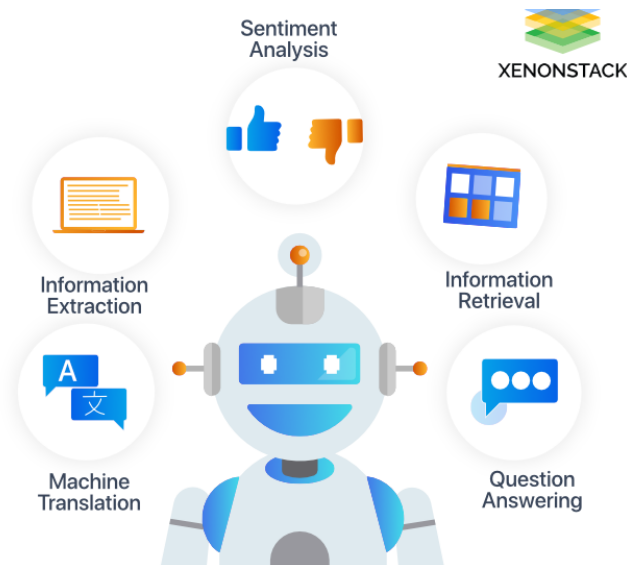 Sentiment
Analysis
XENONSTACK
Information
Extraction
Information
Retrieval
A
文
Machine
Translation
Question
Answering